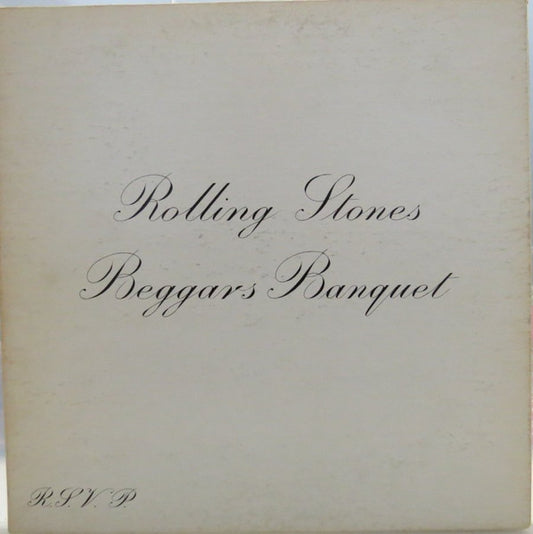 Rolling Stones
Beggars Banquet
R.S.V.P.